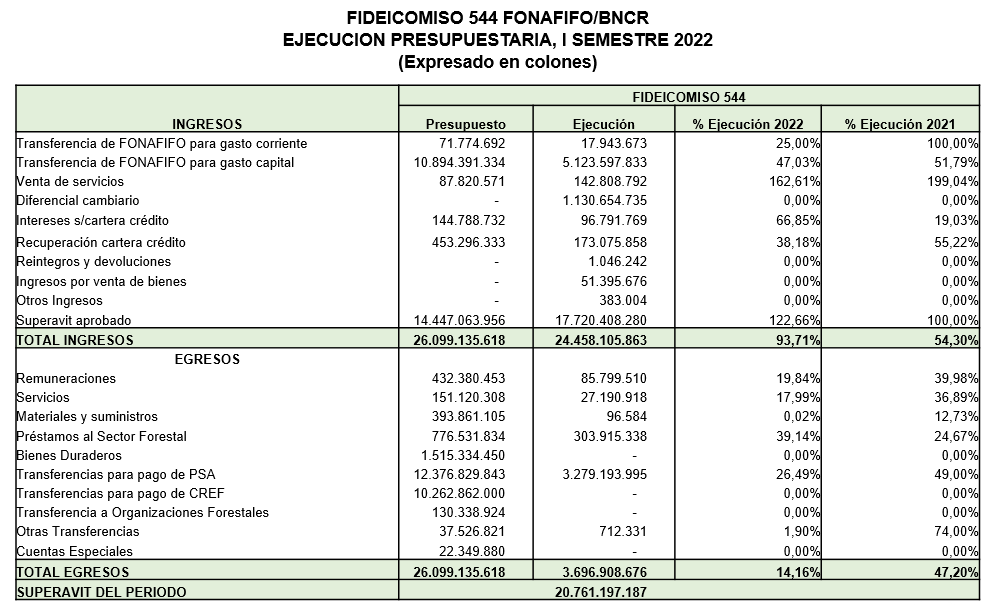 FIDEICOMISO 544 FONAFIFO/BNCR
EJECUCION PRESUPUESTARIA, I SEMESTRE 2022
(Expresado en colones)
FIDEICOMISO 544
INGRESOS Presupuesto Ejecución % Ejecución 2022 % Ejecución 2021
Transferencia de FONAFIFO para gasto corriente 71.774.692 17.943.673 25,00% 100,00%
Transferencia de FONAFIFO para gasto capital 10.894.391.334 5.123.597.833 47,03% 51,79%
Venta de servicios 87.820.571 142.808.792 162,61% 199,04%
Diferencial cambiario - 1.130.654.735 0,00% 0,00%
Intereses s/cartera crédito 144.788.732 96.791.769 66,85% 19,03%
Recuperación cartera crédito 453.296.333 173.075.858 38,18% 55,22%
Reintegros y devoluciones - 1.046.242 0,00% 0,00%
Ingresos por venta de bienes - 51.395.676 0,00% 0,00%
Otros Ingresos - 383.004 0,00% 0,00%
Superavit aprobado 14.447.063.956 17.720.408.280 122,66% 100,00%
TOTAL INGRESOS 26.099.135.618 24.458.105.863 93,71% 54,30%
EGRESOS
Remuneraciones 432.380.453 85.799.510 19,84% 39,98%
Servicios 151.120.308 27.190.918 17,99% 36,89%
Materiales y suministros 393.861.105 96.584 0,02% 12,73%
Préstamos al Sector Forestal 776.531.834 303.915.338 39,14% 24,67%
Bienes Duraderos 1.515.334.450 - 0,00% 0,00%
Transferencias para pago de PSA 12.376.829.843 3.279.193.995 26,49% 49,00%
Transferencias para pago de CREF 10.262.862.000 - 0,00% 0,00%
Transferencia a Organizaciones Forestales 130.338.924 - 0,00% 0,00%
Otras Transferencias 37.526.821 712.331 1,90% 74,00%
Cuentas Especiales 22.349.880 - 0,00% 0,00%
TOTAL EGRESOS 26.099.135.618 3.696.908.676 14,16% 47,20%
SUPERAVIT DEL PERIODO 20.761.197.187